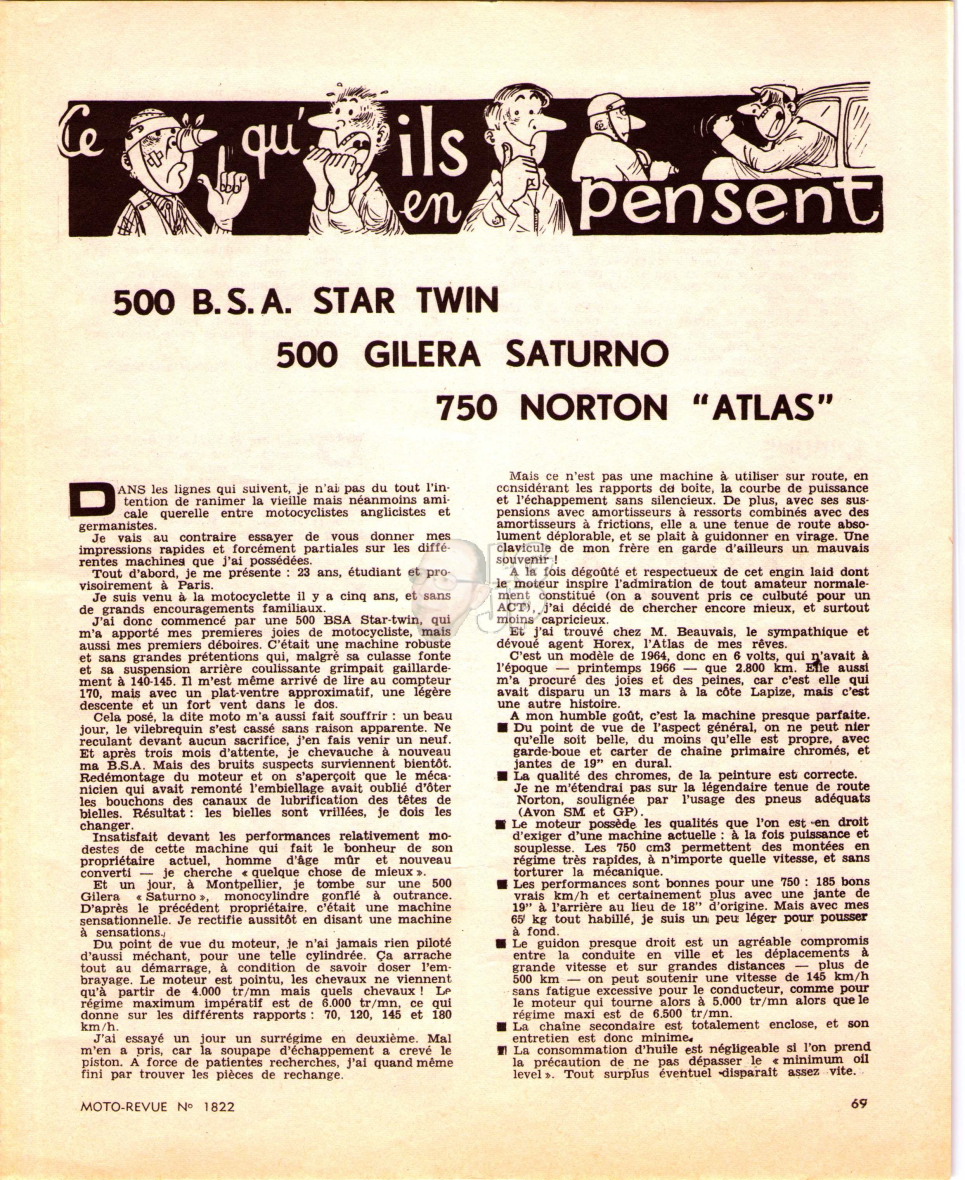 Ce qu' ils en pensent
500 B.S.A. STAR TWIN
500 GILERA SATURNO
750 NORTON "ATLAS"
DANS les lignes qui suivent, je n'ai pas du tout l'in-
tention de ranimer la vieille mais néanmoins ami-
cale querelle entre motocyclistes anglicistes et
germanistes.
Je vais au contraire essayer de vous donner mes
impressions rapides et forcément partiales sur les diffé-
rentes machines que j'ai possédées.
Tout d'abord, je me présente : 23 ans, étudiant et pro-
visoirement à Paris.
Je suis venu à la motocyclette il y a cinq ans, et sans
de grands encouragements familiaux.
J'ai donc commencé par une 500 BSA Star-twin, qui
m'a apporté mes premieres joies de motocycliste, mais
aussi mes premiers déboires. C'était une machine robuste
et sans grandes prétentions qui, malgré sa culasse fonte
et sa suspension arrière coulissante grimpait gaillarde-
ment à 140-145. Il m'est même arrivé de lire au compteur
170, mais avec un plat-ventre approximatif, une légère
descente et un fort vent dans le dos.
Cela posé, la dite moto m'a aussi fait souffrir : un beau
jour, le vilebrequin s'est cassé sans raison apparente. Ne
reculant devant aucun sacrifice, j'en fais venir un neuf.
Et après trois mois d'attente, je chevauche à nouveau
ma B.S.A. Mais des bruits suspects surviennent bientôt.
Redémontage du moteur et on s'aperçoit que le méca-
nicien qui avait remonté l'embiellage avait oublié d'ôter
les bouchons des canaux de lubrification des têtes de
bielles. Résultat : les bielles sont vrillées, je dois les
changer.
Insatisfait devant les performances relativement mo-
destes de cette machine qui fait le bonheur de son
propriétaire actuel, homme d'âge mûr et nouveau
converti — je cherche « quelque chose de mieux ».
Et un jour, à Montpellier, je tombe sur une 500
Gilera « Saturno », monocylindre gonflé à outrance.
D'après le précédent propriétaire, c'était une machine
sensationnelle. Je rectifie aussitôt en disant une machine
à sensations.
Du point de vue du moteur, je n'ai jamais rien piloté
d'aussi méchant, pour une telle cylindrée. Ça arrache
tout au démarrage, à condition de savoir doser l'em-
brayage. Le moteur est pointu, les chevaux ne viennent
qu'à partir de 4.000 tr/mn mais quels chevaux ! Le
régime maximum impératif est de 6.000 tr/mn, ce qui
donne sur les différents rapports : 70, 120, 145 et 180
km/h.
J'ai essayé un jour un surrégime en deuxième. Mal
m'en a pris, car la soupape d'échappement a crevé le
piston. A force de patientes recherches, j'ai quand même
fini par trouver les pièces de rechange.
Mais ce n'est pas une machine à utiliser sur route, en
considérant les rapports de boîte, la courbe de puissance
et l'échappement sans silencieux. De plus, avec ses sus-
pensions avec amortisseurs à ressorts combinés avec des
amortisseurs à frictions, elle a une tenue de route abso-
lument déplorable, et se plait à guidonner en virage. Une
clavicule de mon frère en garde d'ailleurs un mauvais
souvenir !
A la fois dégoûté et respectueux de cet engin laid dont
le moteur inspire l'admiration de tout amateur normale-
ment constitué (on a souvent pris ce culbuté pour un
ACT), j'ai décidé de chercher encore mieux, et surtout
moins capricieux.
Et j'ai trouvé chez M. Beauvais, le sympathique et
dévoué agent Horex, l'Atlas de mes rêves.
C'est un modèle de 1964, donc en 6 volts, qui n'avait à
l'époque — printemps 1966 — que 2.800 km. Elle aussi
m'a procuré des joies et des peines, car c'est elle qui
avait disparu un 13 mars à la côte Lapize, mais c'est
une autre histoire.
A mon humble goût, c'est la machine presque parfaite.
■ Du point de vue de l'aspect général, on ne peut nier
qu'elle soit belle, du moins qu'elle est propre, avec
garde-boue et carter de chaîne primaire chromés, et
jantes de 19" en dural.
■ La qualité des chromes, de la peinture est correcte.
Je ne m'étendrai pas sur la légendaire tenue de route
Norton, soulignée par l'usage des pneus adéquats
(Avon SM et GP).
■ Le moteur possède les qualités que l'on est en droit
d'exiger d'une machine actuelle : à la fois puissance et
souplesse. Les 750 cm3 permettent des montées en
régime très rapides, à n'importe quelle vitesse, et sans
torturer la mécanique.
■ Les performances sont bonnes pour une 750 : 185 bons
vrais km/h et certainement plus avec une jante de
19" à l'arrière au lieu de 18" d'origine. Mais avec mes
65 kg tout habillé, je suis un peu léger pour pousser
à fond.
■ Le guidon presque droit est un agréable compromis
entre la conduite en ville et les déplacements à
grande vitesse et sur grandes distances — plus de
500 km — on peut soutenir une vitesse de 145 km/h
sans fatigue excessive pour le conducteur, comme pour
le moteur qui tourne alors à 5.000 tr/mn alors que le
régime maxi est de 6.500 tr/mn.
■ La chaîne secondaire est totalement enclose, et son
entretien est donc minime.
■ La consommation d'huile est négligeable si l'on prend
la précaution de ne pas dépasser le « minimum oil
level ». Tout surplus éventuel disparait assez vite.
MOTO-REVUE No 1822
69